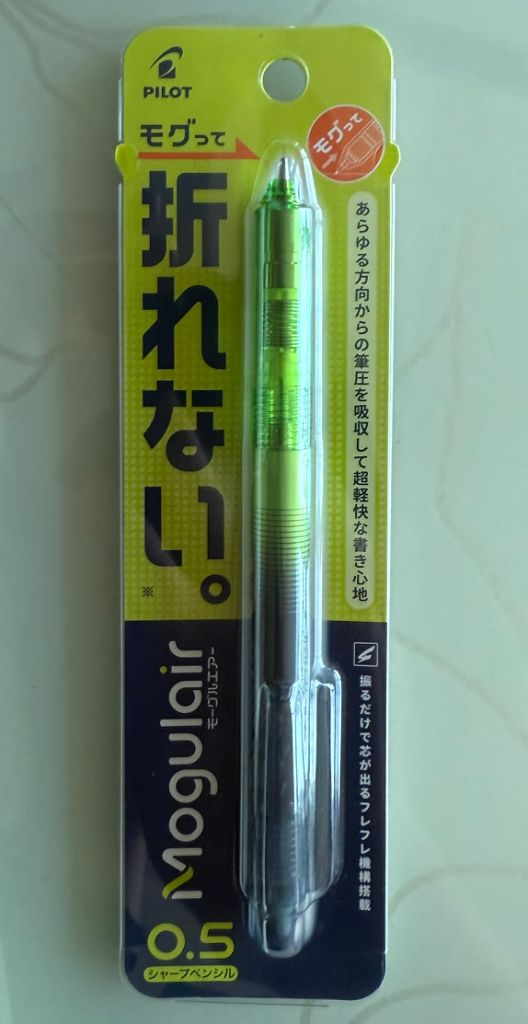 PILOT
モグって
折れない。
※
モグって
あらゆる方向からの筆圧を吸収して超軽快な書き心地
Mogulair
モーグルエアー
振るだけで芯が出るフレフレ機構搭載
0.5
シャープペンシル